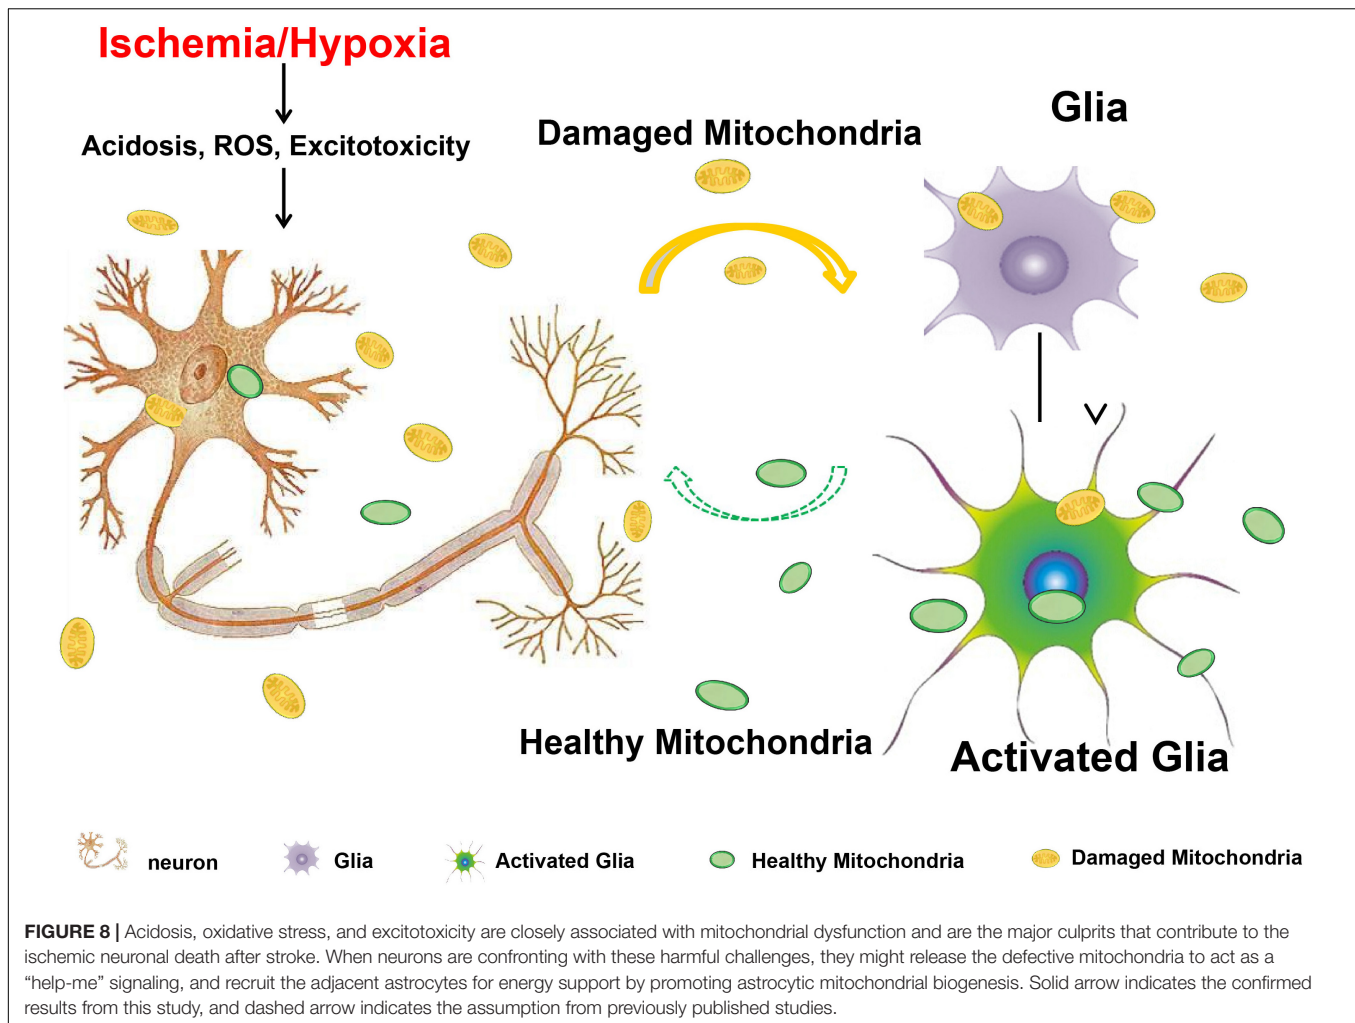 Ischemia/Hypoxia
Acidosis, ROS, Excitotoxicity
Damaged Mitochondria
Glia
Healthy Mitochondria
Activated Glia
neuron
Glia
Activated Glia
Healthy Mitochondria
Damaged Mitochondria
FIGURE 8 | Acidosis, oxidative stress, and excitotoxicity are closely associated with mitochondrial dysfunction and are the major culprits that contribute to the
ischemic neuronal death after stroke. When neurons are confronting with these harmful challenges, they might release the defective mitochondria to act as a
“help-me” signaling, and recruit the adjacent astrocytes for energy support by promoting astrocytic mitochondrial biogenesis. Solid arrow indicates the confirmed
results from this study, and dashed arrow indicates the assumption from previously published studies.